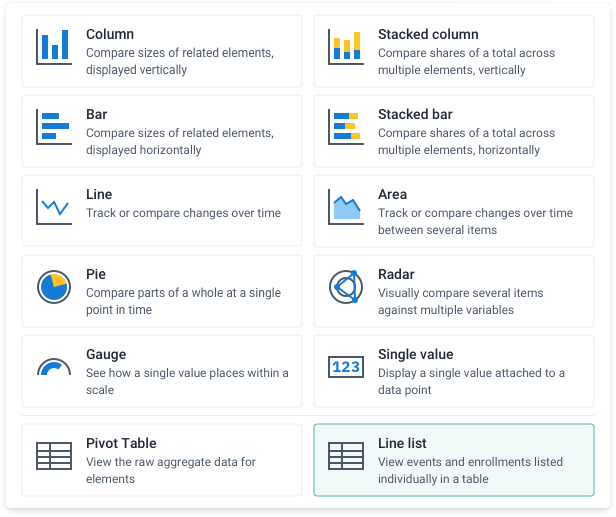 Column
Compare sizes of related elements,
displayed vertically
Stacked column
Compare shares of a total across
multiple elements, vertically
Bar
Compare sizes of related elements,
displayed horizontally
Stacked bar
Compare shares of a total across
multiple elements, horizontally
Line
Track or compare changes over time
Area
Track or compare changes over time
between several items
Pie
Compare parts of a whole at a single
point in time
Radar
Visually compare several items
against multiple variables
Gauge
See how a single value places within a
scale
123
Single value
Display a single value attached to a
data point
Pivot Table
View the raw aggregate data for
elements
Line list
View events and enrollments listed
individually in a table